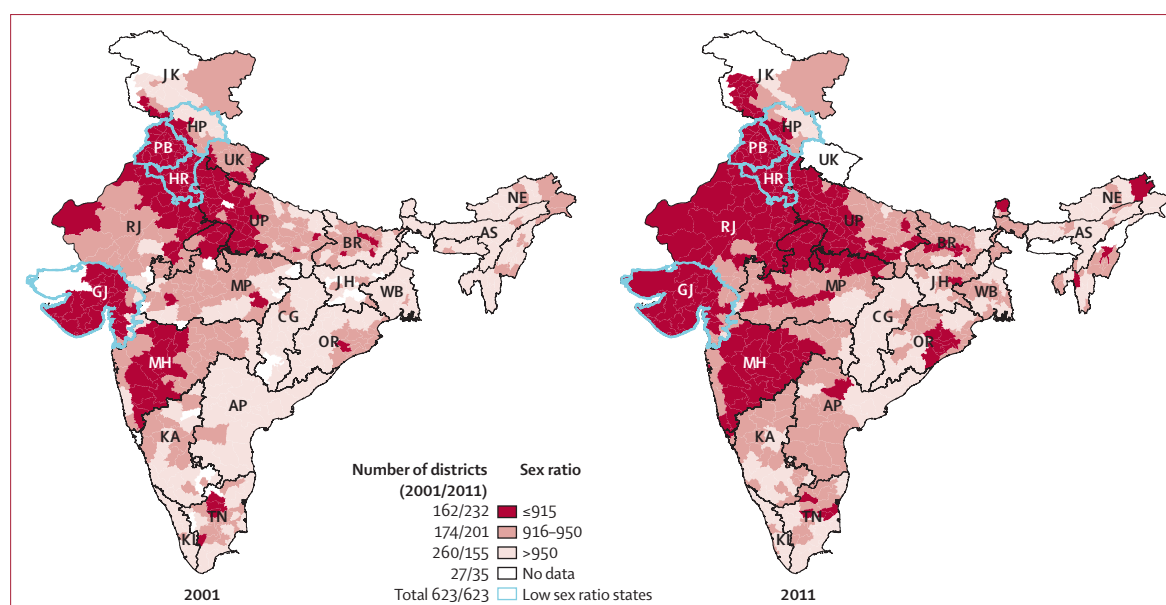 JK
HP
PB
UK
HR
NE
RJ
UP
AS
BR
GJ
MP
JH
WB
CG
OR
MH
AP
KA
TN
KL
2001
JK
HP
PB
UK
HR
NE
RJ
UP
AS
BR
GJ
MP
JH
WB
CG
OR
MH
AP
KA
TN
KL
2011
Number of districts Sex ratio
(2001/2011)
162/232 ≤915
174/201 916–950
260/155 >950
27/35 No data
Total 623/623 Low sex ratio states